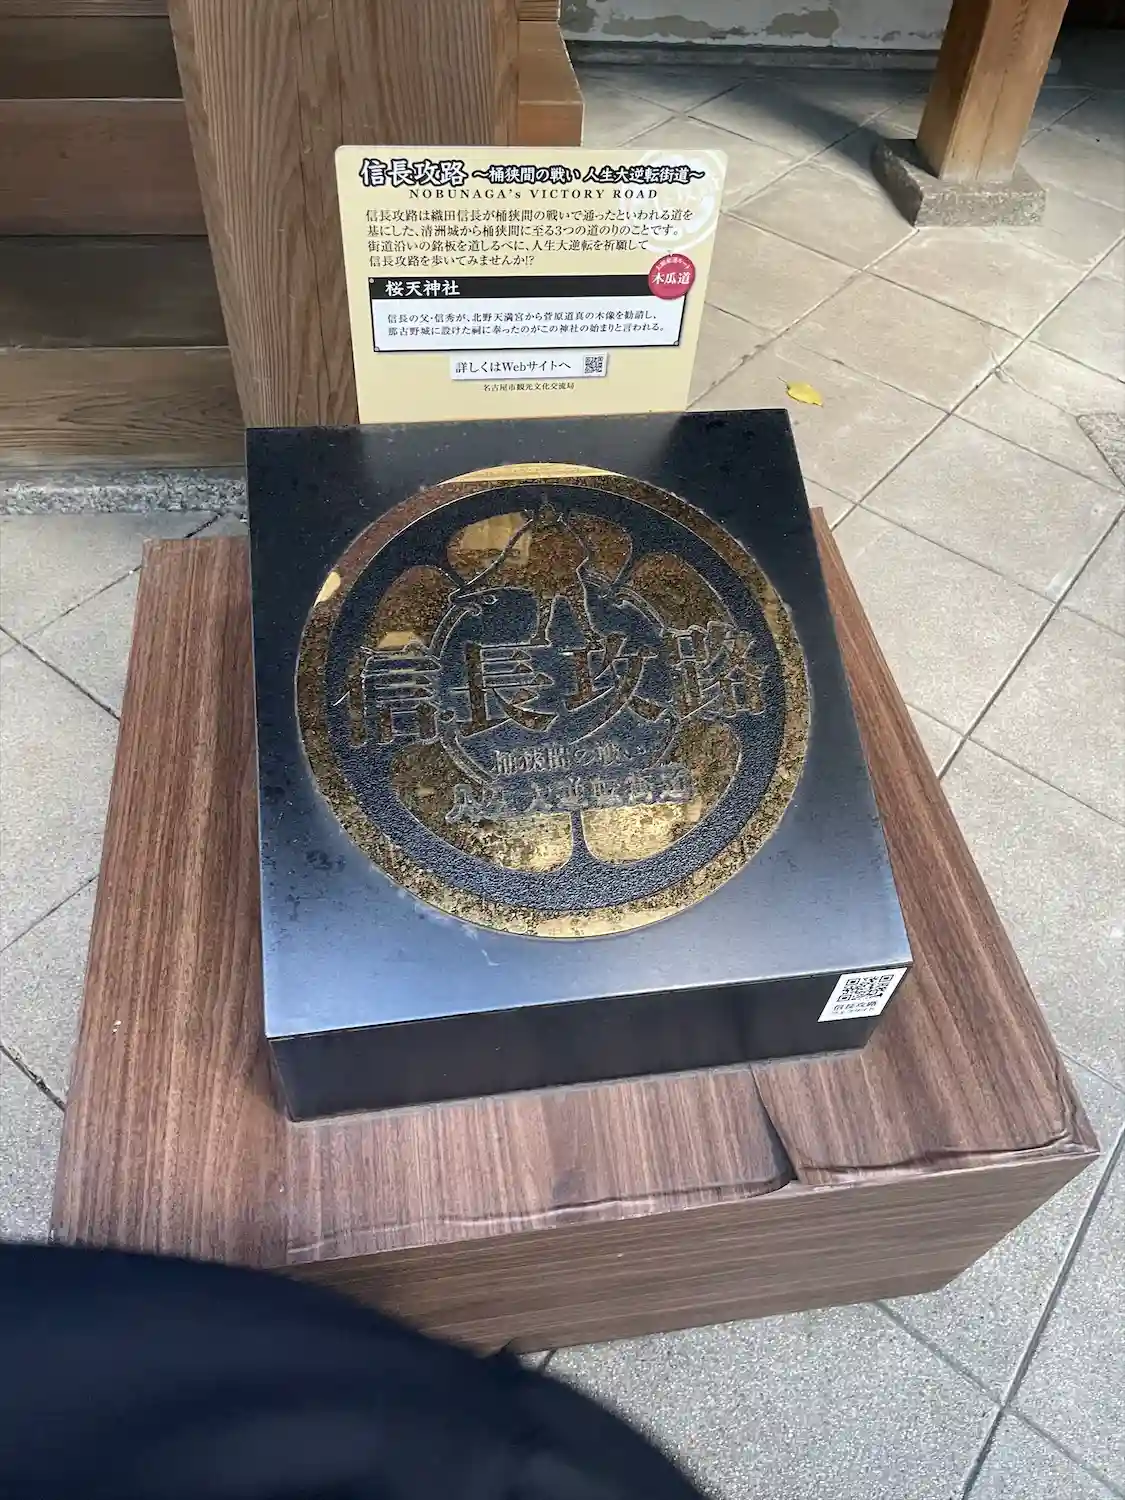 信長攻路 ～桶狭間の戦い 人生大逆転街道～
NOBUNAGA's VICTORY ROAD
信長攻路は織田信長が桶狭間の戦いで通ったといわれる道を
基にした、清洲城から桶狭間に至る3つの道のりのことです。
街道沿いの銘板を道しるべに、人生大逆転を祈願して
信長攻路を歩いてみませんか!?
木瓜道
桜天神社
信長の父・信秀が、北野天満宮から菅原道真の木像を勧請し、
那古野城に設けた祠に奉ったのがこの神社の始まりと言われる。
詳しくはWebサイトへ
名古屋市観光文化交流局
信長攻路
桶狭間の戦い
人生大逆転街道
信長攻路